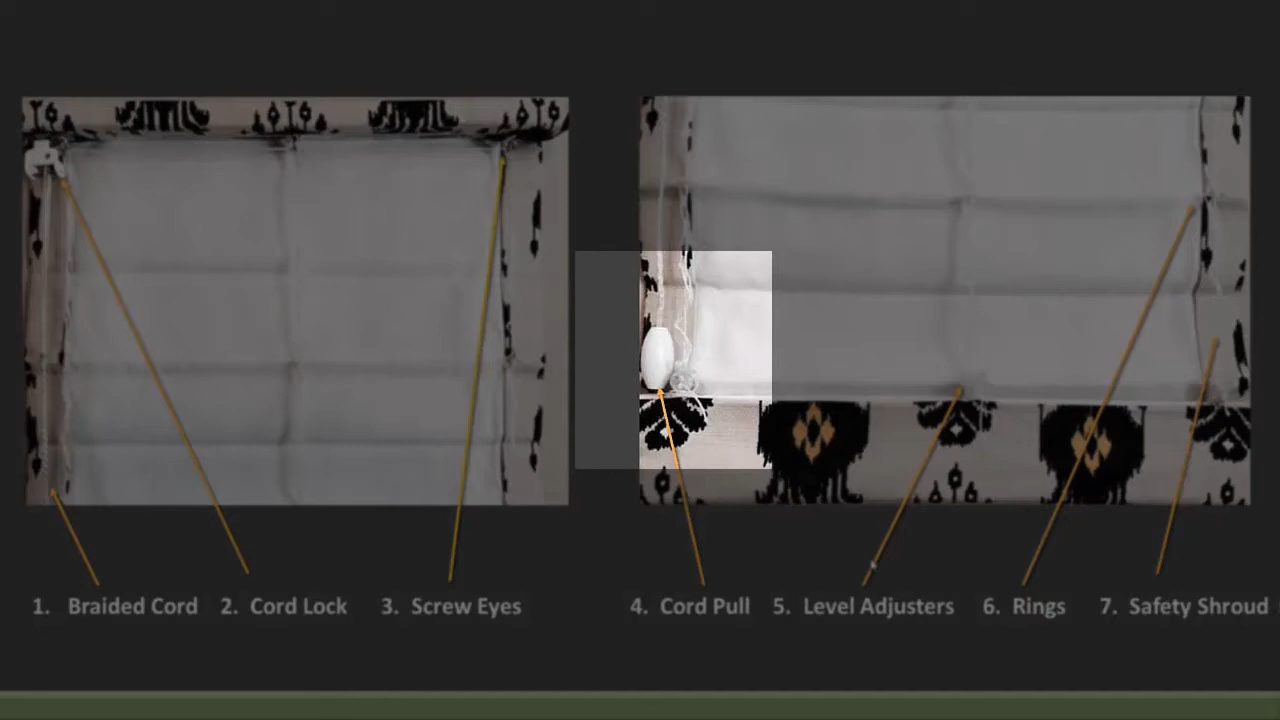 1. Braided Cord 2. Cord Lock 3. Screw Eyes 4. Cord Pull 5. Level Adjusters 6. Rings 7. Safety Shroud